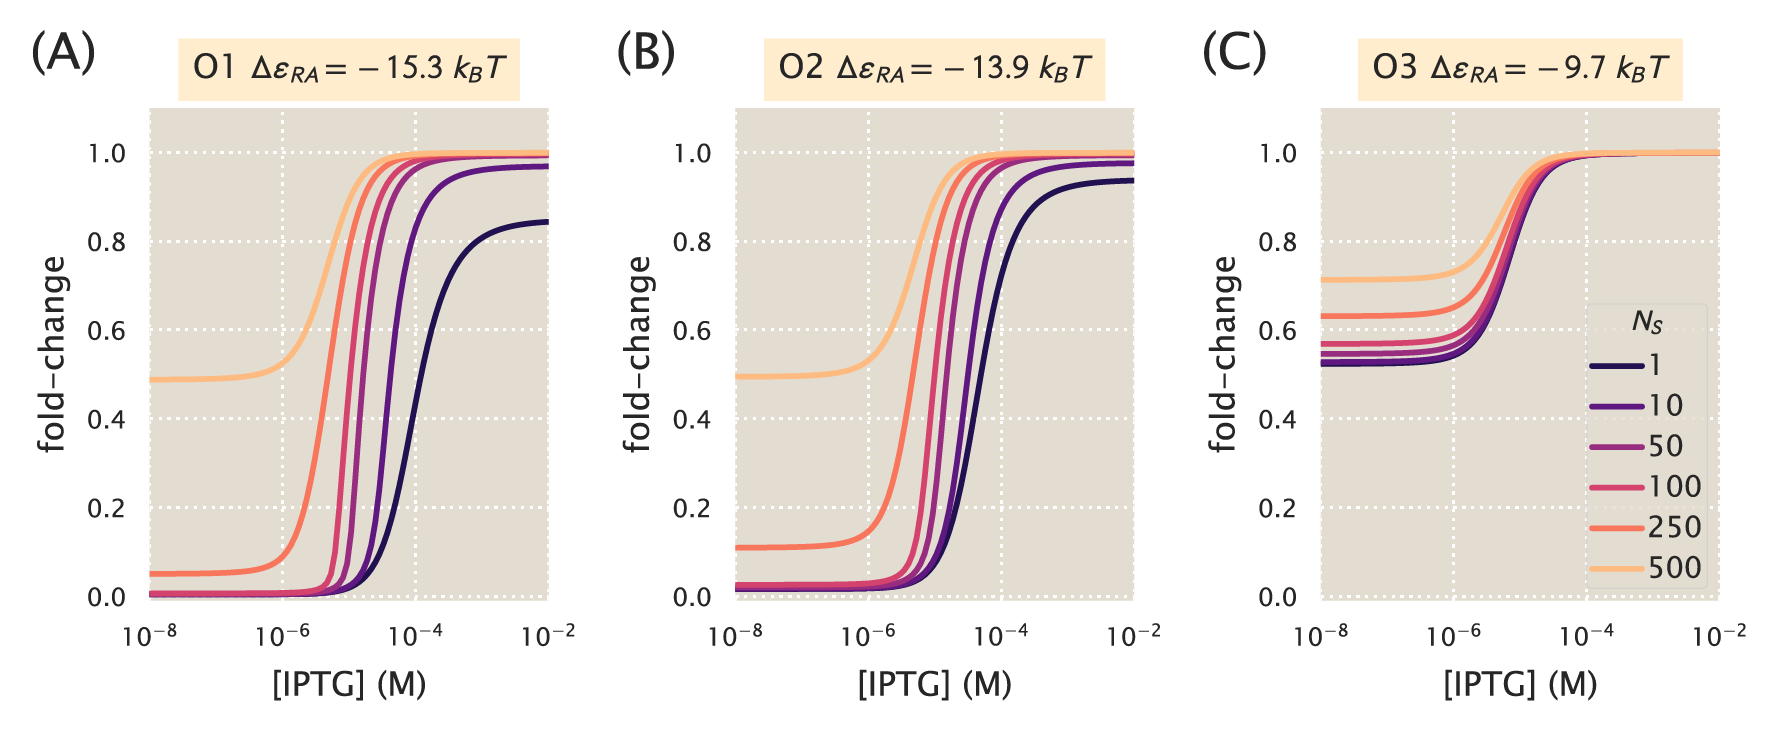 (A)
O1 Δε_RA = −15.3 k_BT
fold−change
1.0
0.8
0.6
0.4
0.2
0.0
10⁻⁸ 10⁻⁶ 10⁻⁴ 10⁻²
[IPTG] (M)
(B)
O2 Δε_RA = −13.9 k_BT
fold−change
1.0
0.8
0.6
0.4
0.2
0.0
10⁻⁸ 10⁻⁶ 10⁻⁴ 10⁻²
[IPTG] (M)
(C)
O3 Δε_RA = −9.7 k_BT
fold−change
1.0
0.8
0.6
0.4
0.2
0.0
10⁻⁸ 10⁻⁶ 10⁻⁴ 10⁻²
[IPTG] (M)
N_S
1
10
50
100
250
500